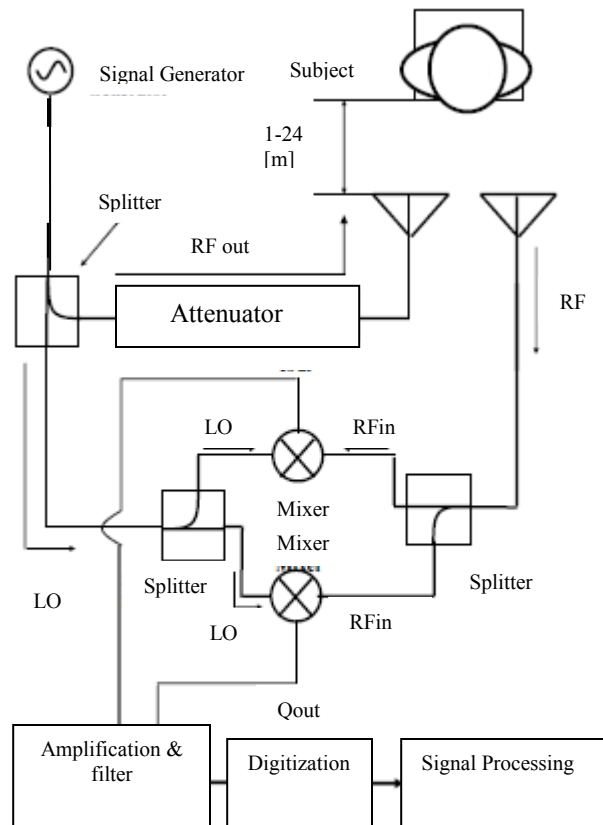 Signal Generator
Subject
1-24
[m]
Splitter
RF out
Attenuator
RF
LO
RFin
Mixer
Mixer
Splitter
Splitter
LO
LO
RFin
Qout
Amplification &
filter
Digitization
Signal Processing